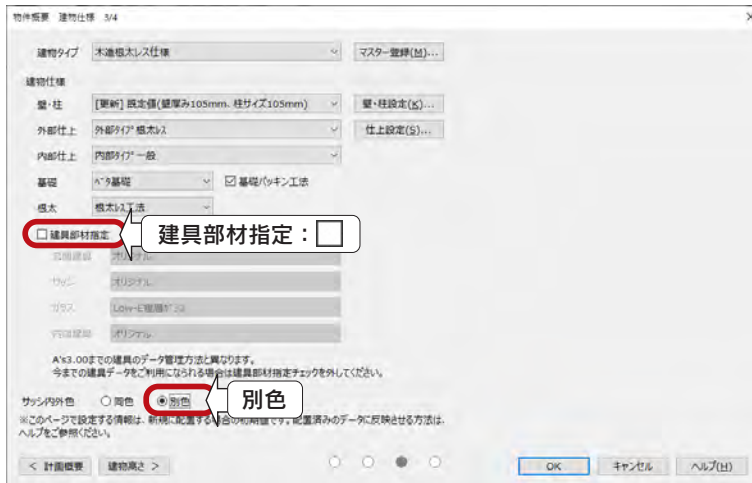 物件概要 建物仕様 3/4
建物タイプ 木造根太レス仕様 マスター登録(M)...
建物仕様
壁・柱 [更新] 既定値(壁厚み105mm、柱サイズ105mm) 壁・柱設定(K)...
外部仕上 外部タイプ 根太レス 仕上設定(S)...
内部仕上 内部タイプ 一般
基礎 ベタ基礎 基礎パッキン工法
根太 根太レス工法
建具部材指定 建具部材指定：□
玄関建具 オリジナル
サッシ オリジナル
ガラス Low-E複層ガラス
内部建具 オリジナル
A's3.00までの建具のデータ管理方法と異なります。
今までの建具データをご利用になられる場合は建具部材指定チェックを外してください。
サッシ内外色 同色 別色 別色
※このページで設定する情報は、新規に配置する場合の初期値です。配置済みのデータに反映させる方法は、
ヘルプをご参照ください。
< 計画概要 建物高さ > OK キャンセル ヘルプ(H)